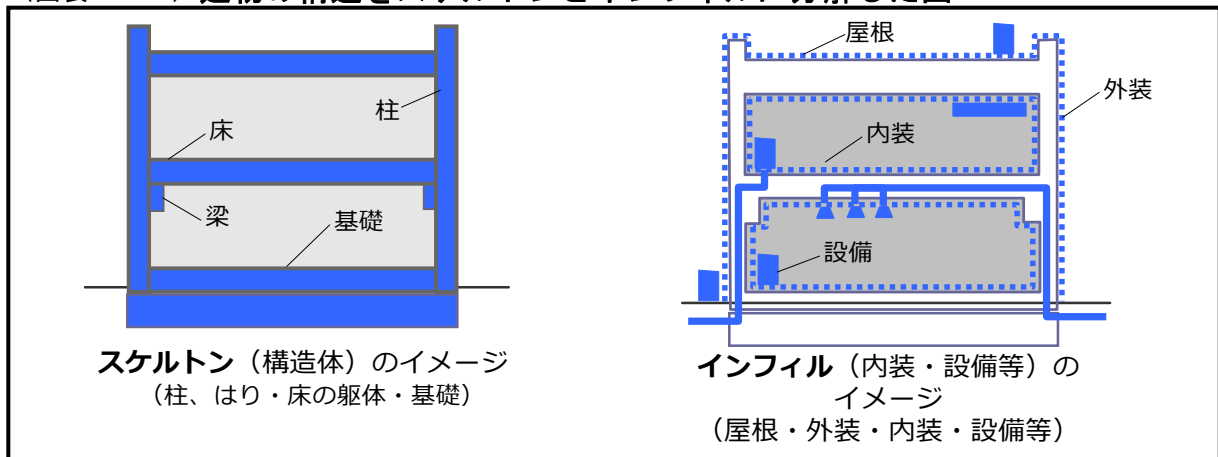 屋根
柱
外装
床
内装
梁
基礎
設備
スケルトン（構造体）のイメージ
（柱、はり・床の躯体・基礎）
インフィル（内装・設備等）の
イメージ
（屋根・外装・内装・設備等）